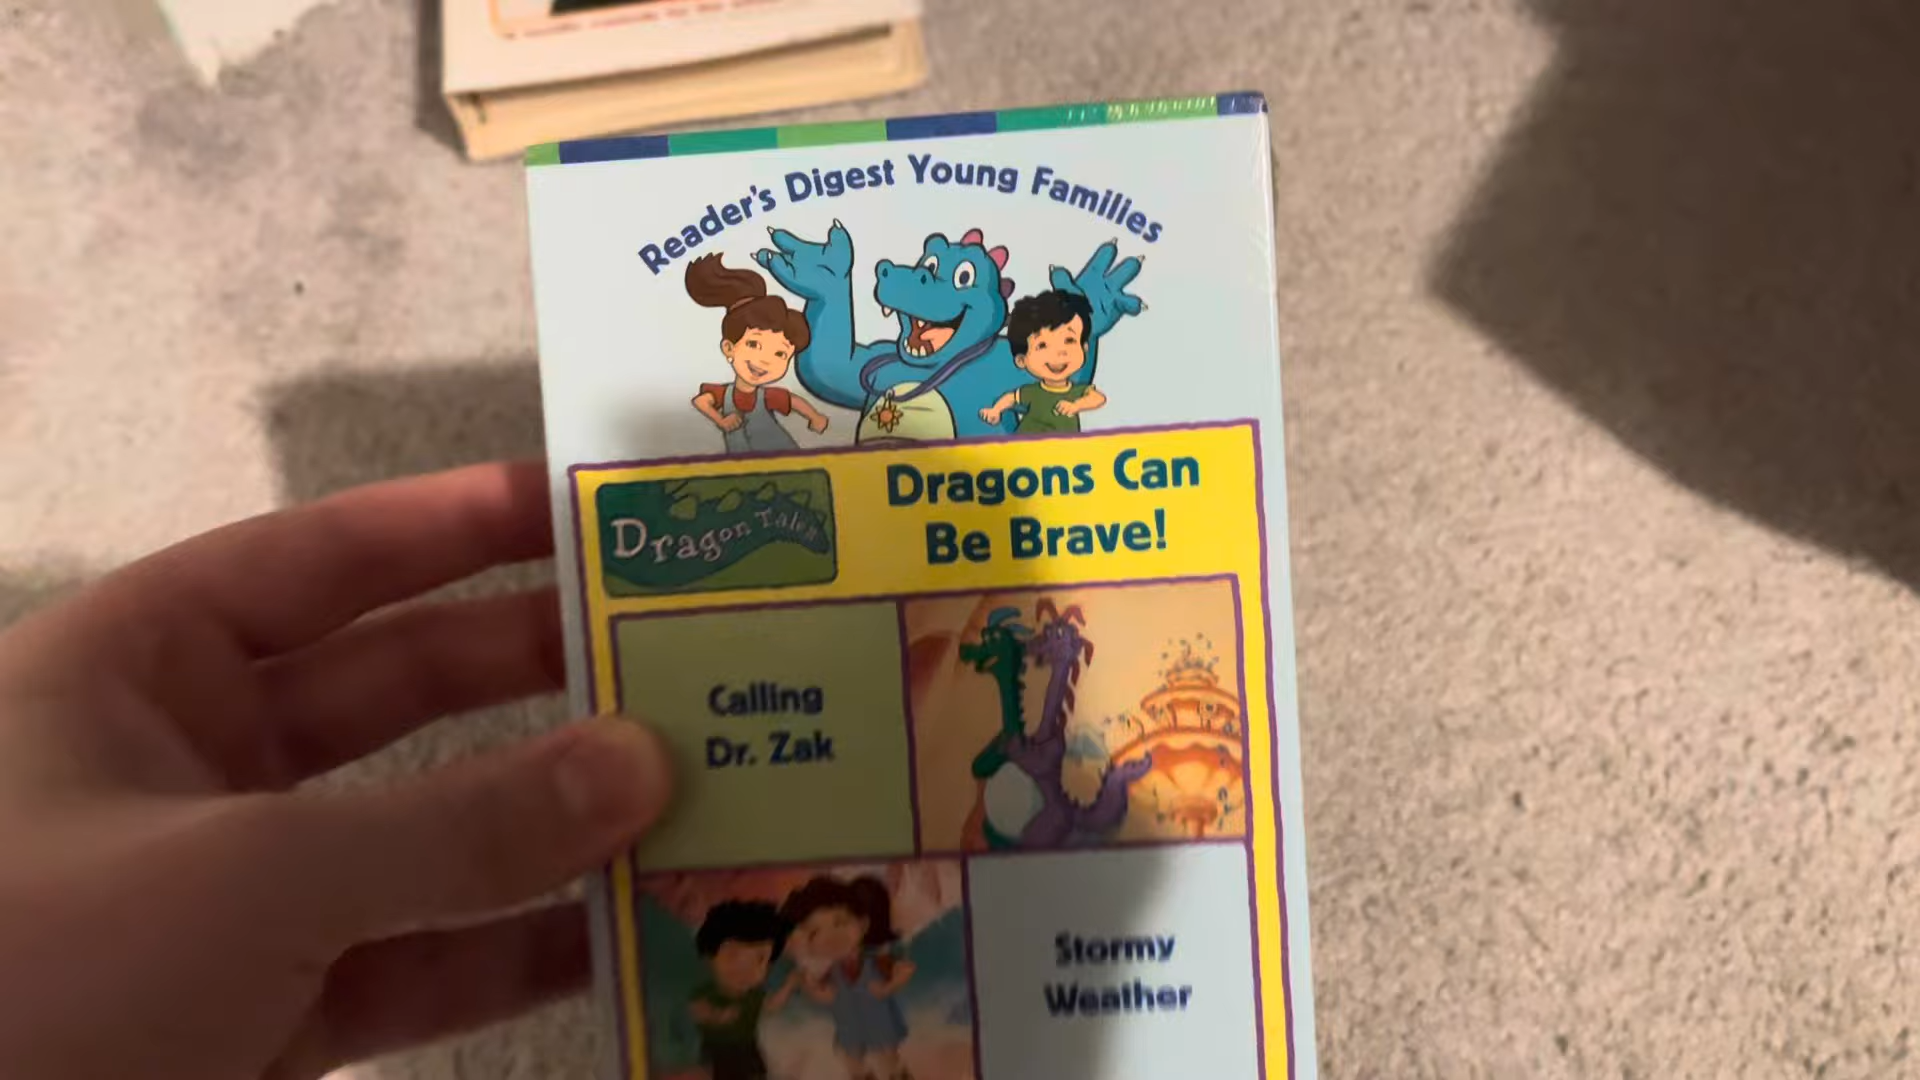 Reader's Digest Young Families
Dragon Tales
Dragons Can
Be Brave!
Calling
Dr. Zak
Stormy
Weather